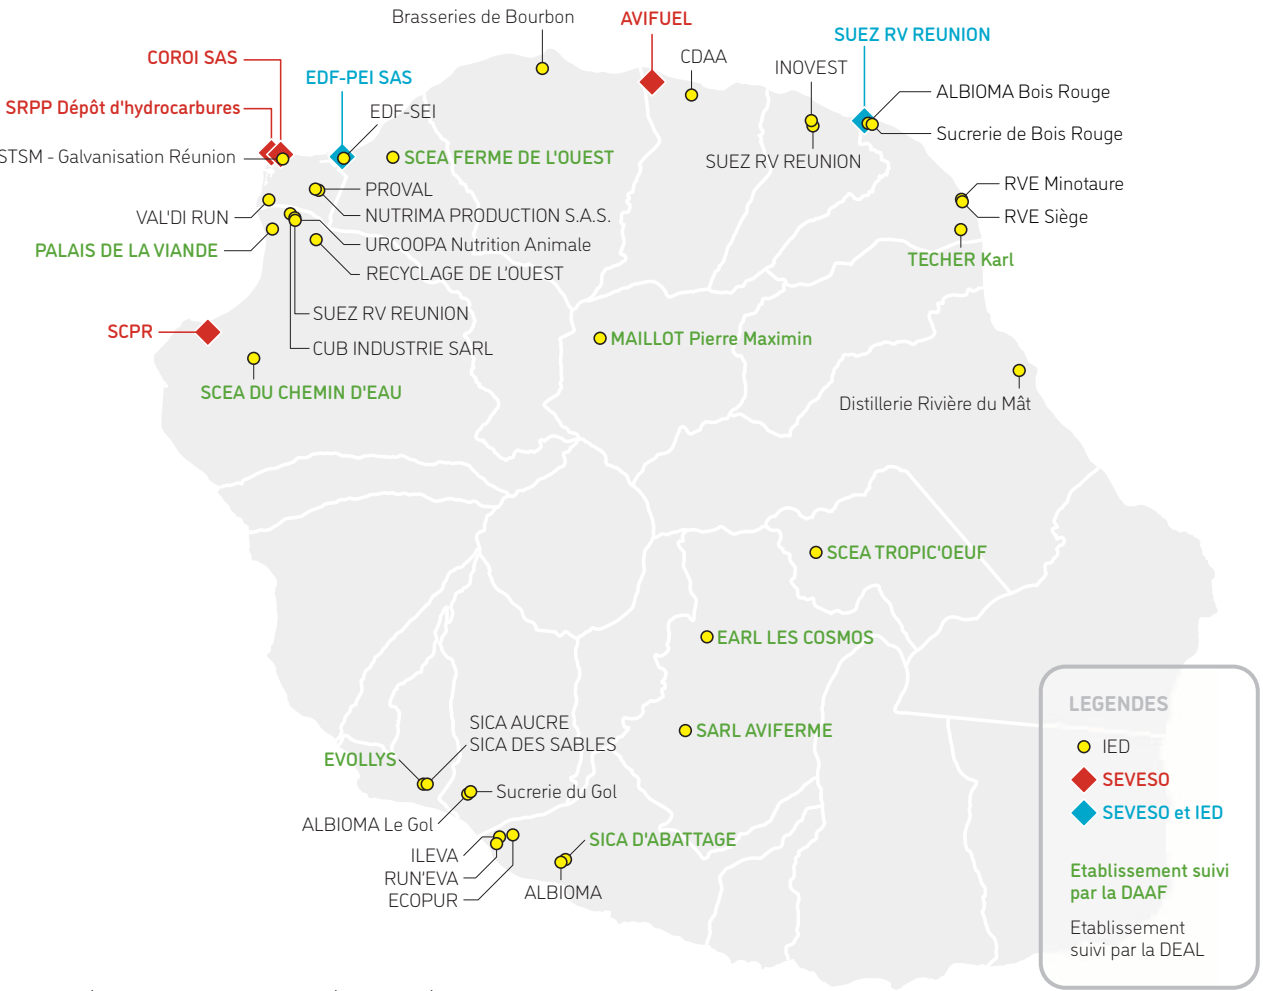 Brasseries de Bourbon
AVIFUEL
SUEZ RV REUNION
COROI SAS
CDAA
INOVEST
EDF-PEI SAS
ALBIOMA Bois Rouge
SRPP Dépôt d'hydrocarbures
EDF-SEI
Sucrerie de Bois Rouge
STSM - Galvanisation Réunion
SCEA FERME DE L'OUEST
SUEZ RV REUNION
PROVAL
RVE Minotaure
VAL'DI RUN
NUTRIMA PRODUCTION S.A.S.
RVE Siège
PALAIS DE LA VIANDE
URCOOPA Nutrition Animale
TECHER Karl
RECYCLAGE DE L'OUEST
SUEZ RV REUNION
SCPR
MAILLOT Pierre Maximin
CUB INDUSTRIE SARL
SCEA DU CHEMIN D'EAU
Distillerie Rivière du Mât
SCEA TROPIC'OEUF
EARL LES COSMOS
SICA AUCRE
SICA DES SABLES
SARL AVIFERME
EVOLLYS
Sucrerie du Gol
ALBIOMA Le Gol
SICA D'ABATTAGE
ILEVA
RUN'EVA
ECOPUR
ALBIOMA
LEGENDES
IED
SEVESO
SEVESO et IED
Etablissement suivi
par la DAAF
Etablissement
suivi par la DEAL